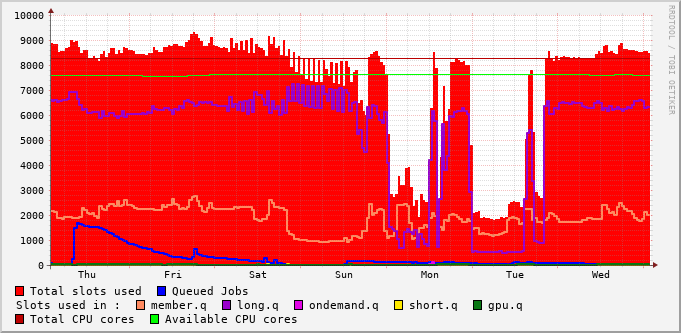 RRDTOOL / TOBI OETIKER
10000
9000
8000
7000
6000
5000
4000
3000
2000
1000
0
Thu Fri Sat Sun Mon Tue Wed
Total slots used Queued Jobs
Slots used in : member.q long.q ondemand.q short.q gpu.q
Total CPU cores Available CPU cores